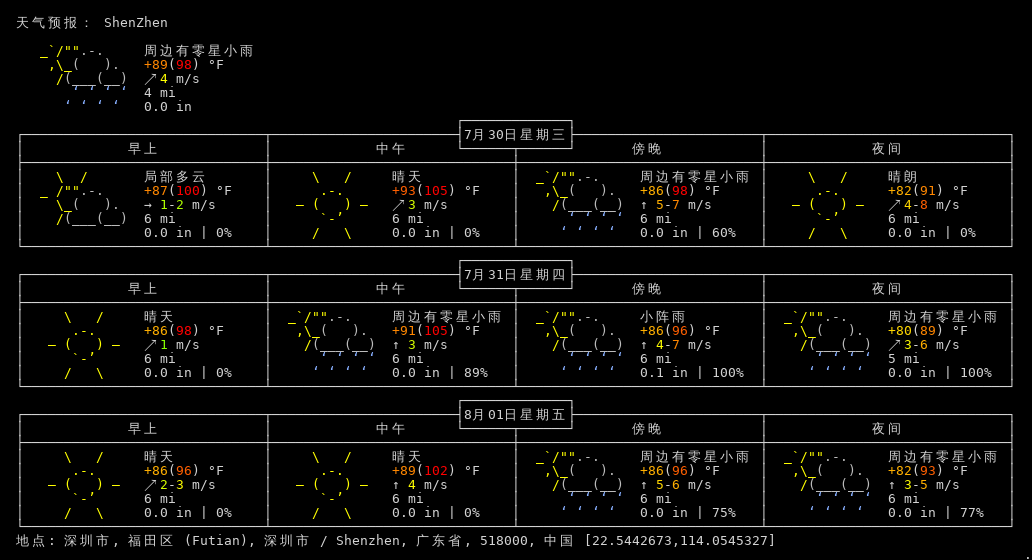 天气预报： ShenZhen
周边有零星小雨
+89(98) °F
↗4 m/s
4 mi
0.0 in
7月30日星期三
早上 中午 傍晚 夜间
局部多云 晴天 周边有零星小雨 晴朗
+87(100) °F +93(105) °F +86(98) °F +82(91) °F
→ 1-2 m/s ↗3 m/s ↑ 5-7 m/s ↗4-8 m/s
6 mi 6 mi 6 mi 6 mi
0.0 in | 0% 0.0 in | 0% 0.0 in | 60% 0.0 in | 0%
7月31日星期四
早上 中午 傍晚 夜间
晴天 周边有零星小雨 小阵雨 周边有零星小雨
+86(98) °F +91(105) °F +86(96) °F +80(89) °F
↗1 m/s ↑ 3 m/s ↑ 4-7 m/s ↗3-6 m/s
6 mi 6 mi 6 mi 5 mi
0.0 in | 0% 0.0 in | 89% 0.1 in | 100% 0.0 in | 100%
8月01日星期五
早上 中午 傍晚 夜间
晴天 晴天 周边有零星小雨 周边有零星小雨
+86(96) °F +89(102) °F +86(96) °F +82(93) °F
↗2-3 m/s ↑ 4 m/s ↑ 5-6 m/s ↑ 3-5 m/s
6 mi 6 mi 6 mi 6 mi
0.0 in | 0% 0.0 in | 0% 0.0 in | 75% 0.0 in | 77%
地点: 深圳市, 福田区 (Futian), 深圳市 / Shenzhen, 广东省, 518000, 中国 [22.5442673,114.0545327]